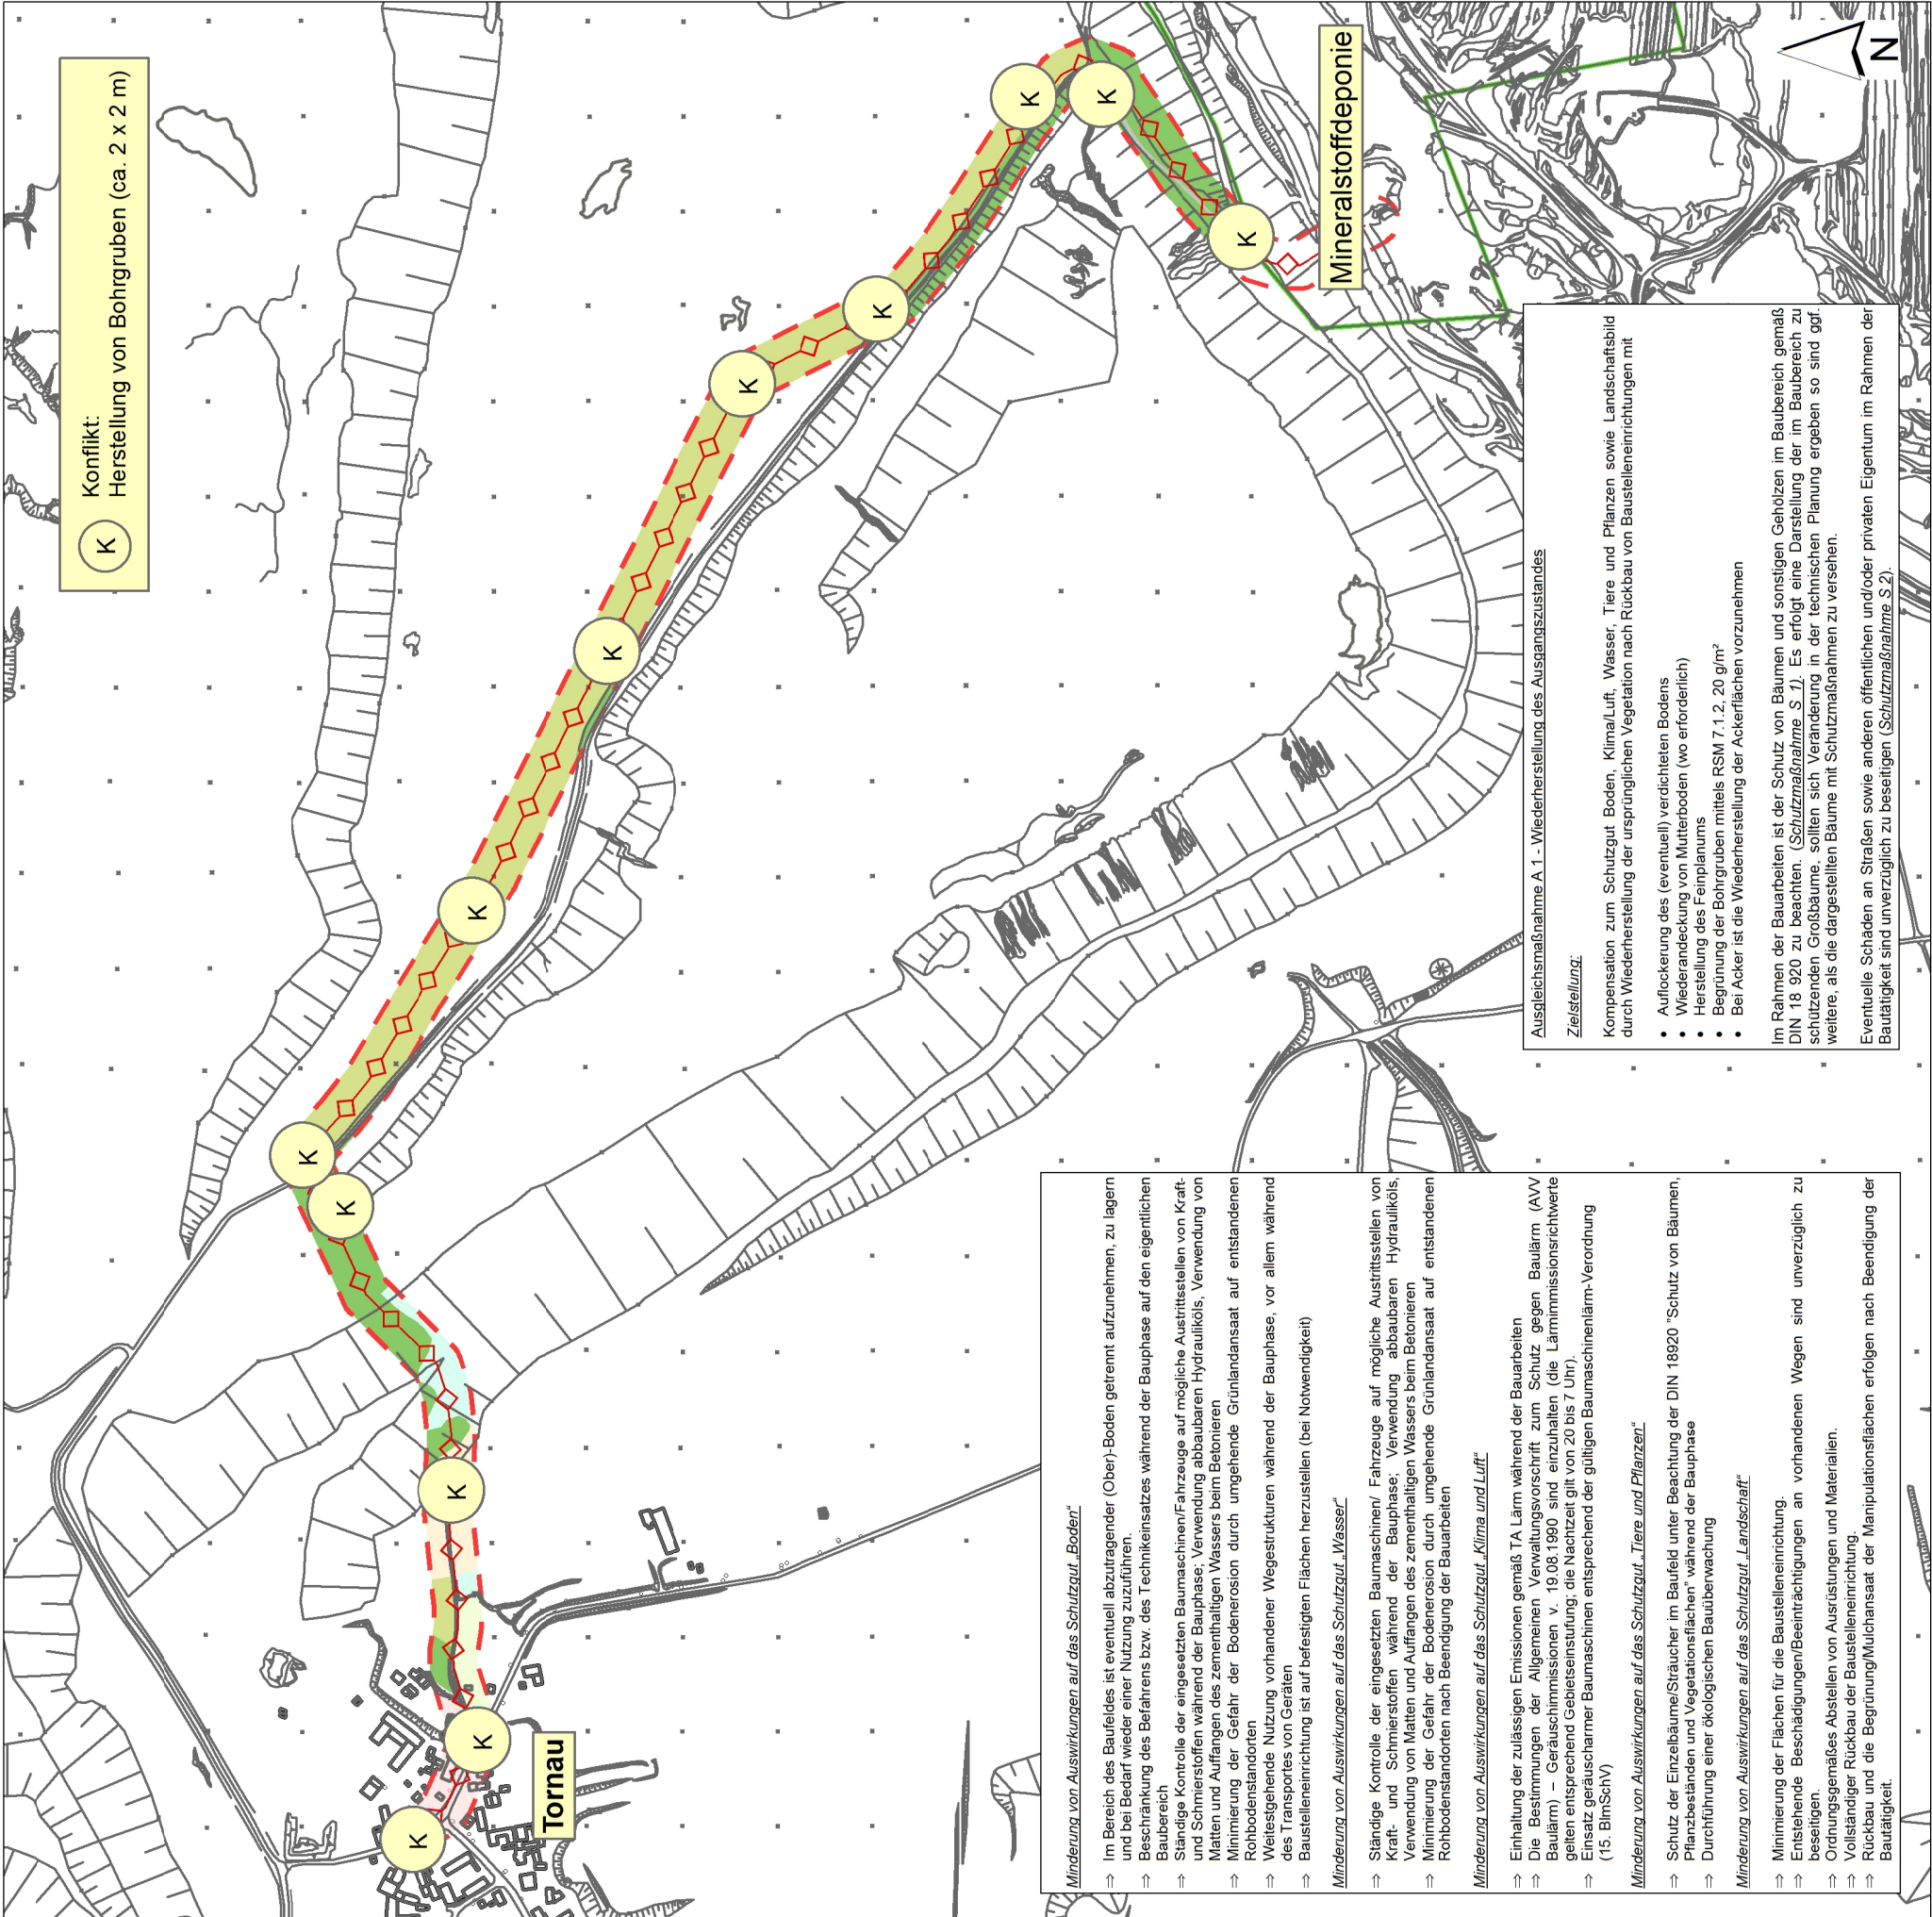 K
Konflikt:
Herstellung von Bohrgruben (ca. 2 x 2 m)
K
K
K
K
K
K
K
K
K
K
K
K
Tornau
Mineralstoffdeponie
N
Minderung von Auswirkungen auf das Schutzgut „Boden“
⇒ Im Bereich des Baufeldes ist eventuell abzutragender (Ober)-Boden getrennt aufzunehmen, zu lagern
und bei Bedarf wieder einer Nutzung zuzuführen.
⇒ Beschränkung des Befahrens bzw. des Technikeinsatzes während der Bauphase auf den eigentlichen
Baubereich
⇒ Ständige Kontrolle der eingesetzten Baumaschinen/Fahrzeuge auf mögliche Austrittsstellen von Kraft-
und Schmierstoffen während der Bauphase; Verwendung abbaubaren Hydrauliköls, Verwendung von
Matten und Auffangen des zementhaltigen Wassers beim Betonieren
⇒ Minimierung der Gefahr der Bodenerosion durch umgehende Grünlandansaat auf entstandenen
Rohbodenstandorten
⇒ Weitestgehende Nutzung vorhandener Wegestrukturen während der Bauphase, vor allem während
des Transportes von Geräten
⇒ Baustelleneinrichtung ist auf befestigten Flächen herzustellen (bei Notwendigkeit)
Minderung von Auswirkungen auf das Schutzgut „Wasser“
⇒ Ständige Kontrolle der eingesetzten Baumaschinen/ Fahrzeuge auf mögliche Austrittsstellen von
Kraft- und Schmierstoffen während der Bauphase; Verwendung abbaubaren Hydrauliköls,
Verwendung von Matten und Auffangen des zementhaltigen Wassers beim Betonieren
⇒ Minimierung der Gefahr der Bodenerosion durch umgehende Grünlandansaat auf entstandenen
Rohbodenstandorten nach Beendigung der Bauarbeiten
Minderung von Auswirkungen auf das Schutzgut „Klima und Luft“
⇒ Einhaltung der zulässigen Emissionen gemäß TA Lärm während der Bauarbeiten
⇒ Die Bestimmungen der Allgemeinen Verwaltungsvorschrift zum Schutz gegen Baulärm (AVV
Baulärm) – Geräuschimmissionen v. 19.08.1990 sind einzuhalten (die Lärmimmissionsrichtwerte
gelten entsprechend Gebietseinstufung; die Nachtzeit gilt von 20 bis 7 Uhr).
⇒ Einsatz geräuscharmer Baumaschinen entsprechend der gültigen Baumaschinenlärm-Verordnung
(15. BImSchV)
Minderung von Auswirkungen auf das Schutzgut „Tiere und Pflanzen“
⇒ Schutz der Einzelbäume/Sträucher im Baufeld unter Beachtung der DIN 18920 "Schutz von Bäumen,
Pflanzbeständen und Vegetationsflächen" während der Bauphase
⇒ Durchführung einer ökologischen Bauüberwachung
Minderung von Auswirkungen auf das Schutzgut „Landschaft“
⇒ Minimierung der Flächen für die Baustelleneinrichtung.
⇒ Entstehende Beschädigungen/Beeinträchtigungen an vorhandenen Wegen sind unverzüglich zu
beseitigen.
⇒ Ordnungsgemäßes Abstellen von Ausrüstungen und Materialien.
⇒ Vollständiger Rückbau der Baustelleneinrichtung.
⇒ Rückbau und die Begrünung/Mulchansaat der Manipulationsflächen erfolgen nach Beendigung der
Bautätigkeit.
Ausgleichsmaßnahme A 1 - Wiederherstellung des Ausgangszustandes
Zielstellung:
Kompensation zum Schutzgut Boden, Klima/Luft, Wasser, Tiere und Pflanzen sowie Landschaftsbild
durch Wiederherstellung der ursprünglichen Vegetation nach Rückbau von Baustelleneinrichtungen mit
• Auflockerung des (eventuell) verdichteten Bodens
• Wiederandeckung von Mutterboden (wo erforderlich)
• Herstellung des Feinplanums
• Begrünung der Bohrgruben mittels RSM 7.1.2, 20 g/m²
• Bei Acker ist die Wiederherstellung der Ackerflächen vorzunehmen
Im Rahmen der Bauarbeiten ist der Schutz von Bäumen und sonstigen Gehölzen im Baubereich gemäß
DIN 18 920 zu beachten. (Schutzmaßnahme S 1). Es erfolgt eine Darstellung der im Baubereich zu
schützenden Großbäume, sollten sich Veränderung in der technischen Planung ergeben so sind ggf.
weitere, als die dargestellten Bäume mit Schutzmaßnahmen zu versehen.
Eventuelle Schäden an Straßen sowie anderen öffentlichen und/oder privaten Eigentum im Rahmen der
Bautätigkeit sind unverzüglich zu beseitigen (Schutzmaßnahme S 2).